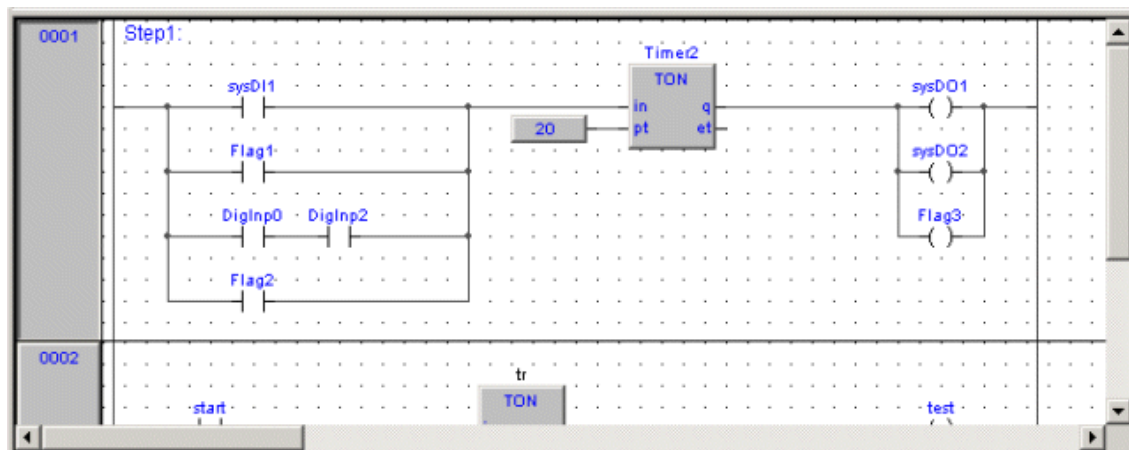 0001
Step1:
Timer2
TON
sysDI1
sysDO1
in q
20
pt et
Flag1
sysDO2
DigInp0 DigInp2
Flag3
Flag2
0002
tr
TON
start
test